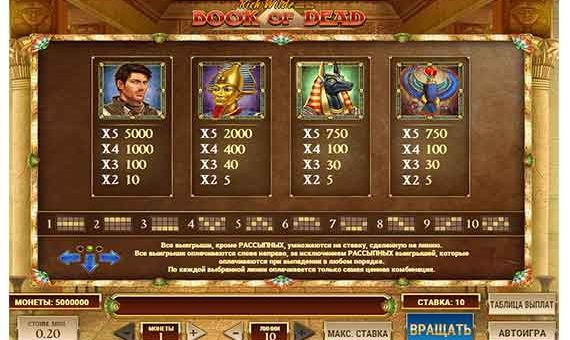 Rich Wilde
BOOK OF DEAD
X5 5000
X4 1000
X3 100
X2 10
X5 2000
X4 400
X3 40
X2 5
X5 750
X4 100
X3 30
X2 5
X5 750
X4 100
X3 30
X2 5
1 2 3 4 5 6 7 8 9 10
Все выигрыши, кроме РАССЫПНЫХ, умножаются на ставку, сделанную на линию.
Все выигрыши оплачиваются слева направо, за исключением РАССЫПНЫХ выигрышей, которые
оплачиваются при выпадении в любом порядке.
По каждой выбранной линии оплачивается только самая ценная комбинация.
МОНЕТЫ: 5000000
СТАВКА: 10
ТАБЛИЦА ВЫПЛАТ
0.20
МОНЕТЫ
1
ЛИНИИ
10
МАКС. СТАВКА
ВРАЩАТЬ
АВТОИГРА